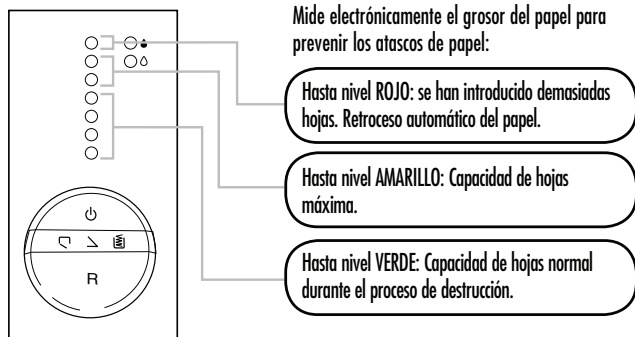 Mide electrónicamente el grosor del papel para
prevenir los atascos de papel:
Hasta nivel ROJO: se han introducido demasiadas
hojas. Retroceso automático del papel.
Hasta nivel AMARILLO: Capacidad de hojas
máxima.
Hasta nivel VERDE: Capacidad de hojas normal
durante el proceso de destrucción.
R